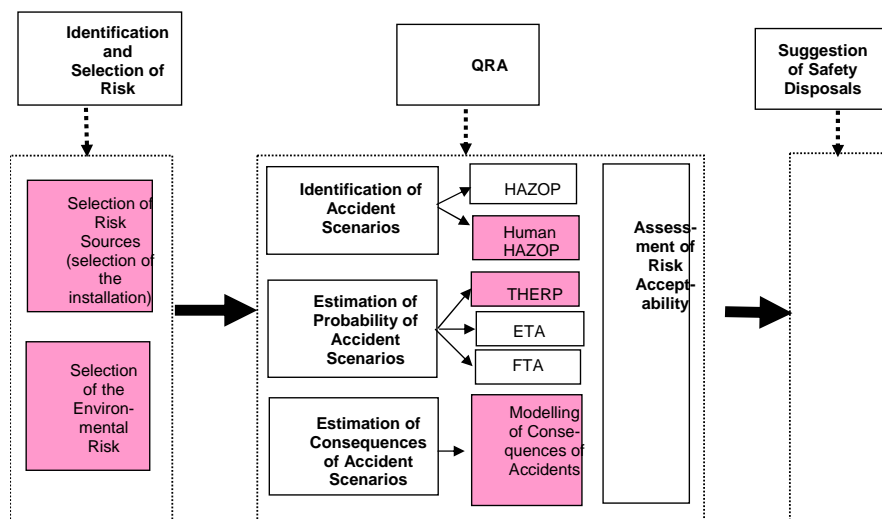 Identification
and
Selection of
Risk
QRA
Suggestion
of Safety
Disposals
Selection of
Risk
Sources
(selection of
the
installation)
Selection
of the
Environ-
mental
Risk
Identification of
Accident
Scenarios
HAZOP
Human
HAZOP
Estimation of
Probability of
Accident
Scenarios
THERP
ETA
FTA
Estimation of
Consequences
of Accident
Scenarios
Modelling
of Conse-
quences of
Accidents
Assess-
ment of
Risk
Accept-
ability